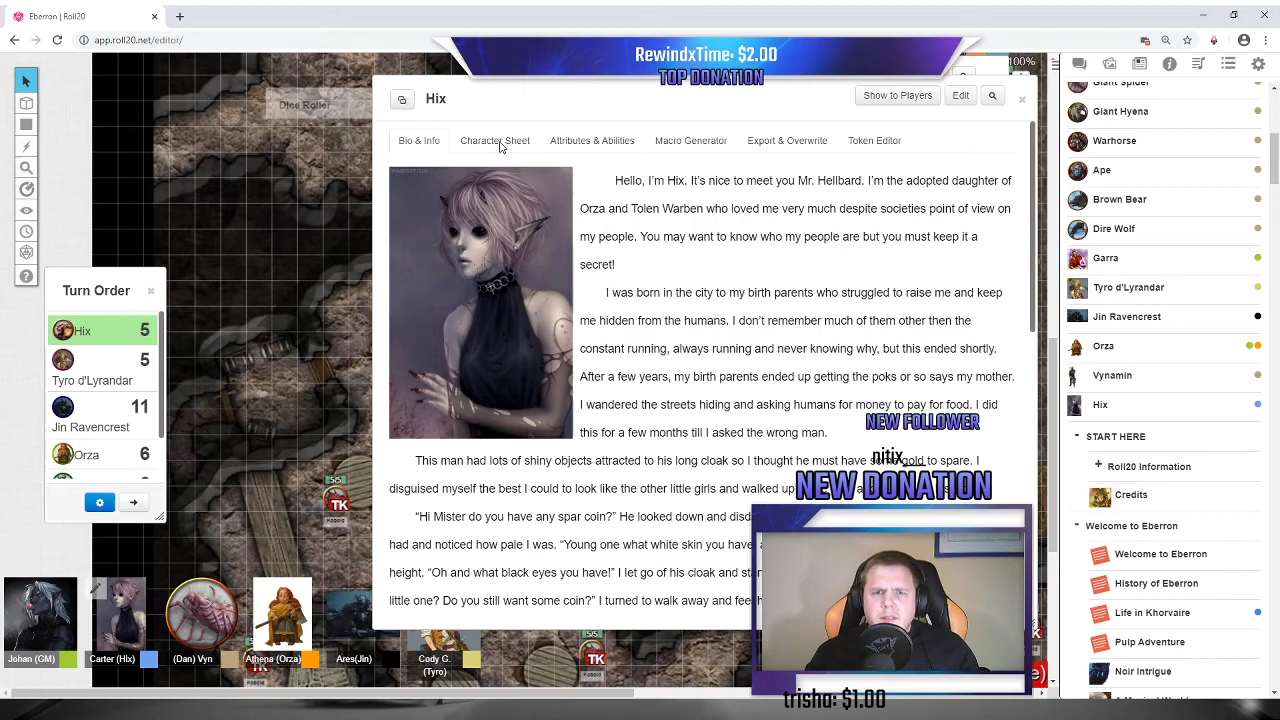 Eberron | Roll20
app.roll20.net/editor/
RewindxTime: $2.00
TOP DONATION
100%
Dice Roller
Hix
Show to Players
Edit
Bio & Info
Character Sheet
Attributes & Abilities
Macro Generator
Export & Overwrite
Token Editor
Hello, I'm Hix. It's nice to meet you Mr. Hellbard. I'm the adopted daughter of
Orza and Tolen Warben who loved me very much despite societies point of view on
my people. You may want to know who my people are but you must keep it a
secret!
I was born in the city to my birth parents who struggled to raise me and keep
me hidden from the humans. I don't remember much of them other then the
constant running, always running and never knowing why, but this ended shortly.
After a few years, my birth parents ended up getting the poks or so says my mother.
I wandered the streets hiding and asking humans for money to pay for food. I did
this for a few months till I asked the wrong man.
This man had lots of shiny objects attracted to his long cloak so I thought he must have some gold to spare. I
disguised myself the best I could to look like the other little girls and walked up
"Hi Mister do you have any spar coin?" He looked down and
had and noticed how pale I was. "Young one what white skin you have
height. "Oh and what black eyes you have!" I let go of his cloak and
little one? Do you still want some coin?" I turned to walk away and
NEW FOLLOWER
nitix_
NEW DONATION
trisha: $1.00
Turn Order
Hix 5
5
Tyro d'Lyrandar
11
Jin Ravencrest
Orza 6
S/S
TK
Kobold
Johan (GM)
Carter (Hix)
(Dan) Vyn
Athena (Orza)
Ares(Jin)
Cody G.
(Tyro)
Kobold
S/S
TK
Kobold
S/S
TK
Kobold
Giant Spider
Giant Hyena
Warhorse
Ape
Brown Bear
Dire Wolf
Garra
Tyro d'Lyrandar
Jin Ravencrest
Orza
Vynamin
Hix
START HERE
Roll20 Information
Credits
Welcome to Eberron
Welcome to Eberron
History of Eberron
Life in Khorvaire
Pulp Adventure
Noir Intrigue